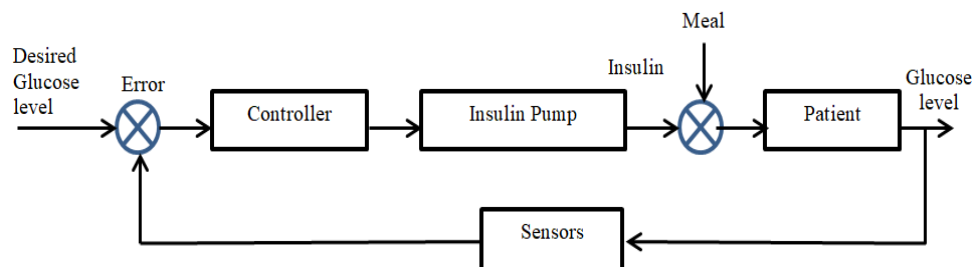 Desired
Glucose
level
Error
Controller
Insulin Pump
Insulin
Meal
Patient
Glucose
level
Sensors